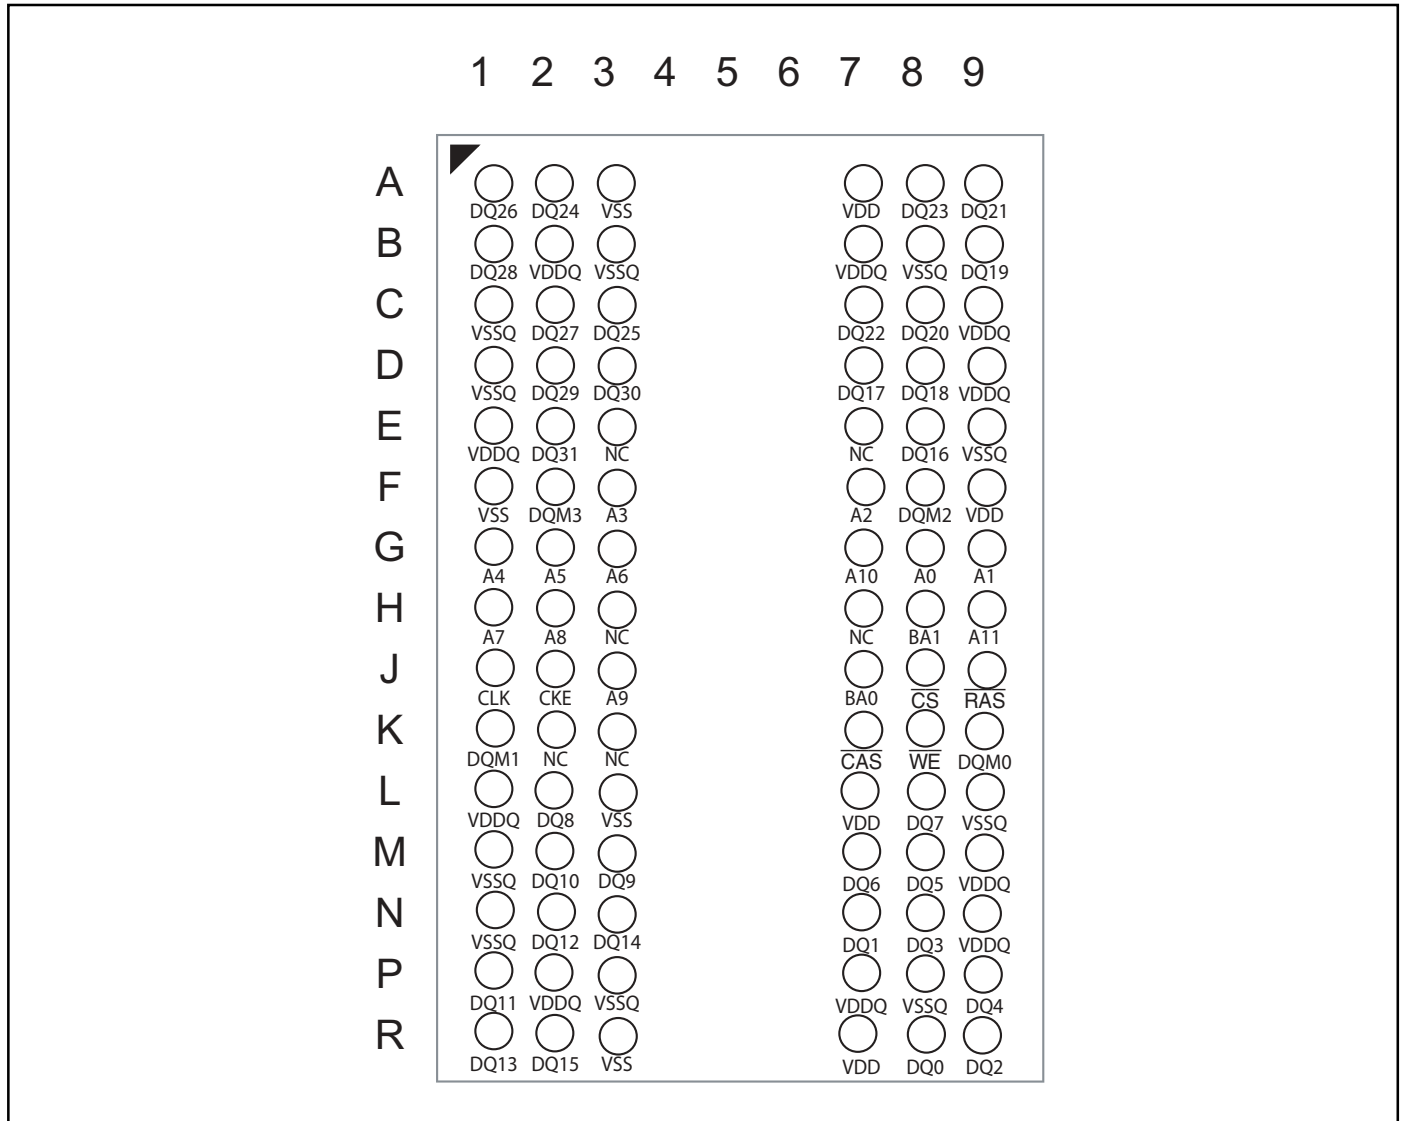 1 2 3 4 5 6 7 8 9
A
DQ26 DQ24 VSS VDD DQ23 DQ21
B
DQ28 VDDQ VSSQ VDDQ VSSQ DQ19
C
VSSQ DQ27 DQ25 DQ22 DQ20 VDDQ
D
VSSQ DQ29 DQ30 DQ17 DQ18 VDDQ
E
VDDQ DQ31 NC NC DQ16 VSSQ
F
VSS DQM3 A3 A2 DQM2 VDD
G
A4 A5 A6 A10 A0 A1
H
A7 A8 NC NC BA1 A11
J
CLK CKE A9 BA0 C̅S̅ R̅A̅S̅
K
DQM1 NC NC C̅A̅S̅ W̅E̅ DQM0
L
VDDQ DQ8 VSS VDD DQ7 VSSQ
M
VSSQ DQ10 DQ9 DQ6 DQ5 VDDQ
N
VSSQ DQ12 DQ14 DQ1 DQ3 VDDQ
P
DQ11 VDDQ VSSQ VDDQ VSSQ DQ4
R
DQ13 DQ15 VSS VDD DQ0 DQ2